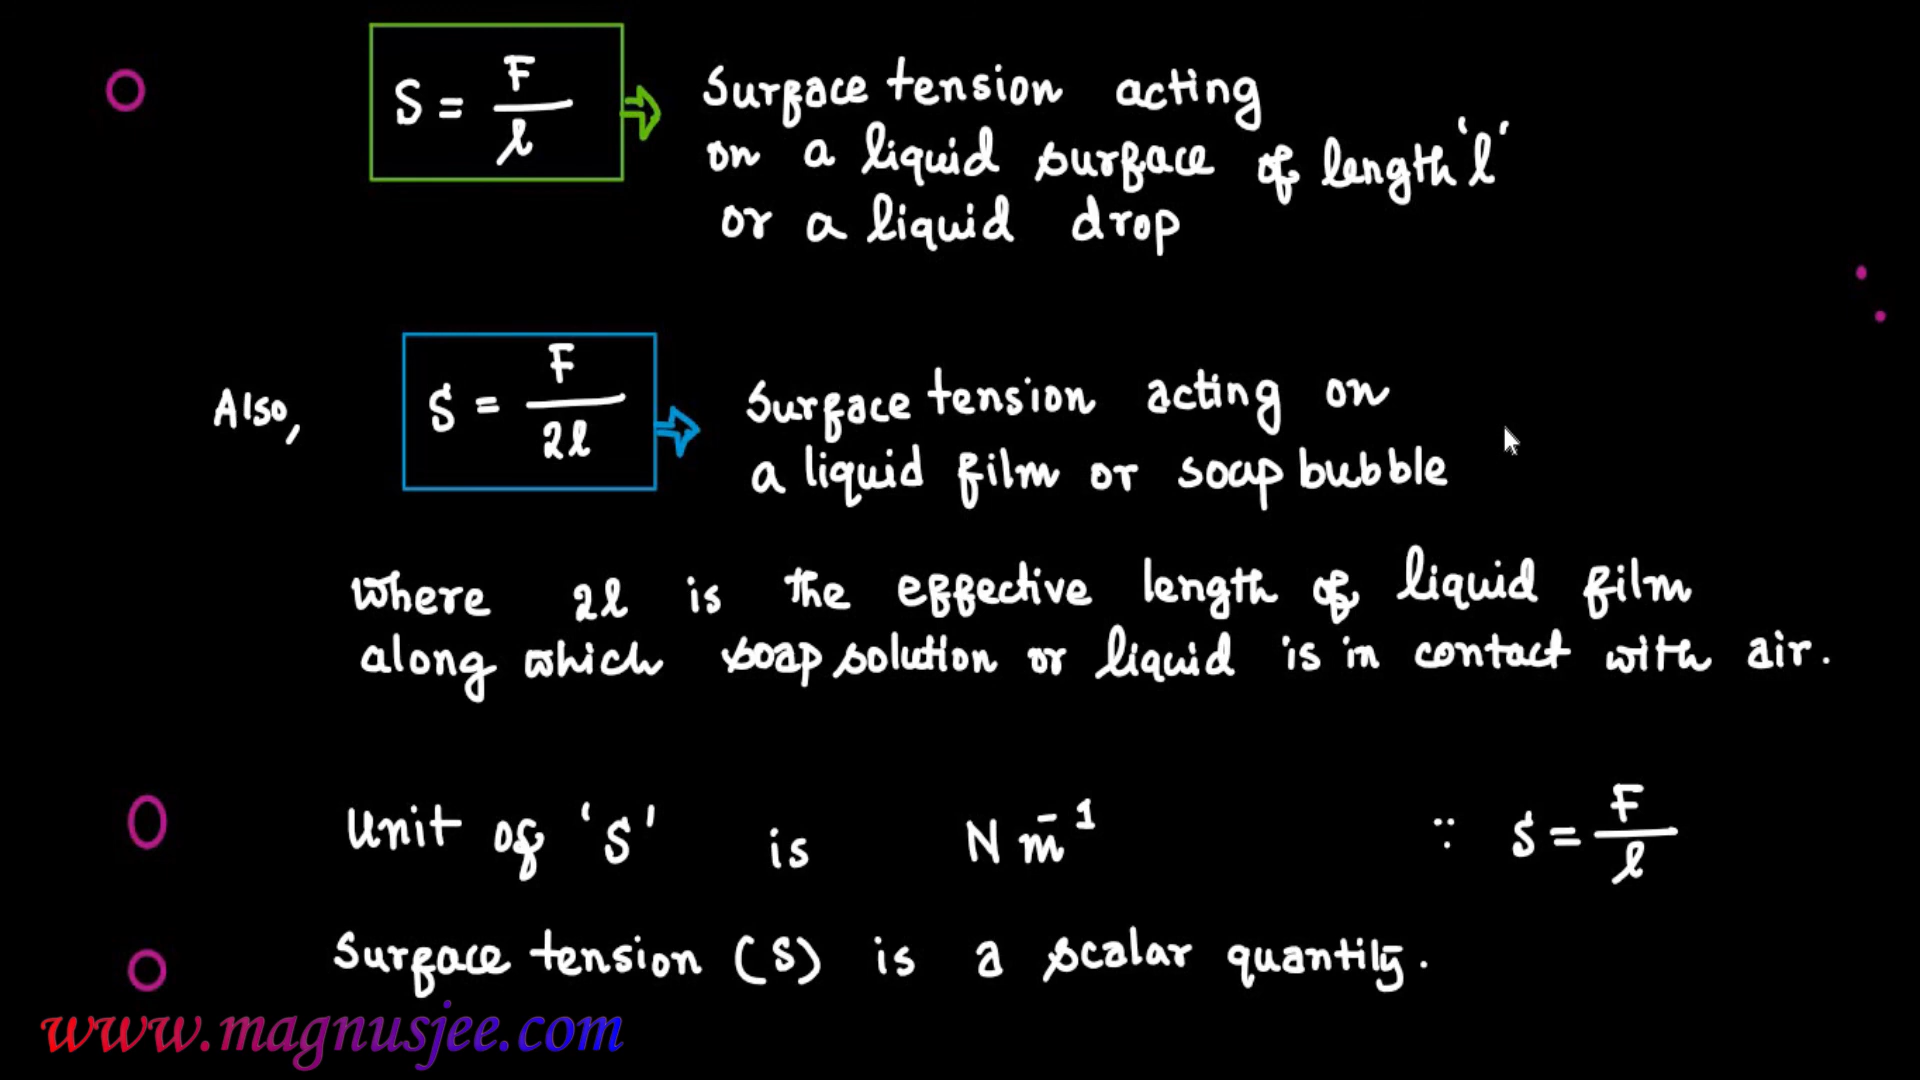 S = F/l
Surface tension acting
on a liquid surface of length 'l'
or a liquid drop
Also,
S = F/2l
Surface tension acting on
a liquid film or soap bubble
where 2l is the effective length of liquid film
along which soap solution or liquid is in contact with air.
Unit of 'S' is N m⁻¹ ∵ S = F/l
Surface tension (S) is a scalar quantity.
www.magnusjee.com